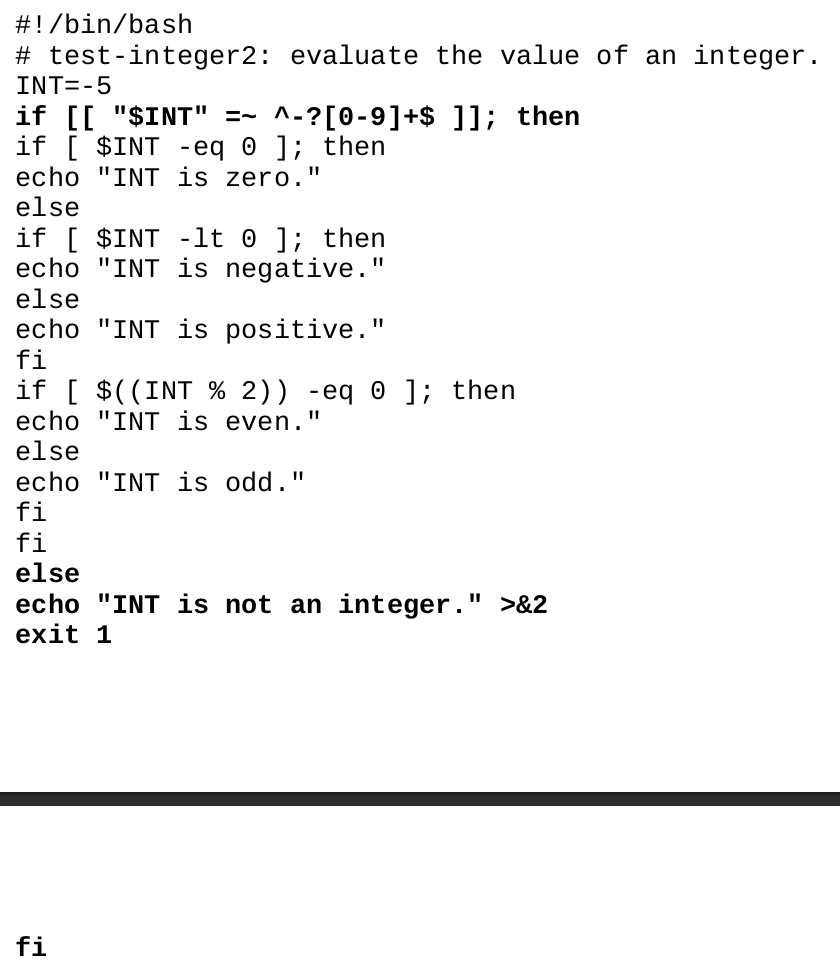 #!/bin/bash
# test-integer2: evaluate the value of an integer.
INT=-5
if [[ "$INT" =~ ^-?[0-9]+$ ]]; then
if [ $INT -eq 0 ]; then
echo "INT is zero."
else
if [ $INT -lt 0 ]; then
echo "INT is negative."
else
echo "INT is positive."
fi
if [ $((INT % 2)) -eq 0 ]; then
echo "INT is even."
else
echo "INT is odd."
fi
fi
else
echo "INT is not an integer." >&2
exit 1
fi